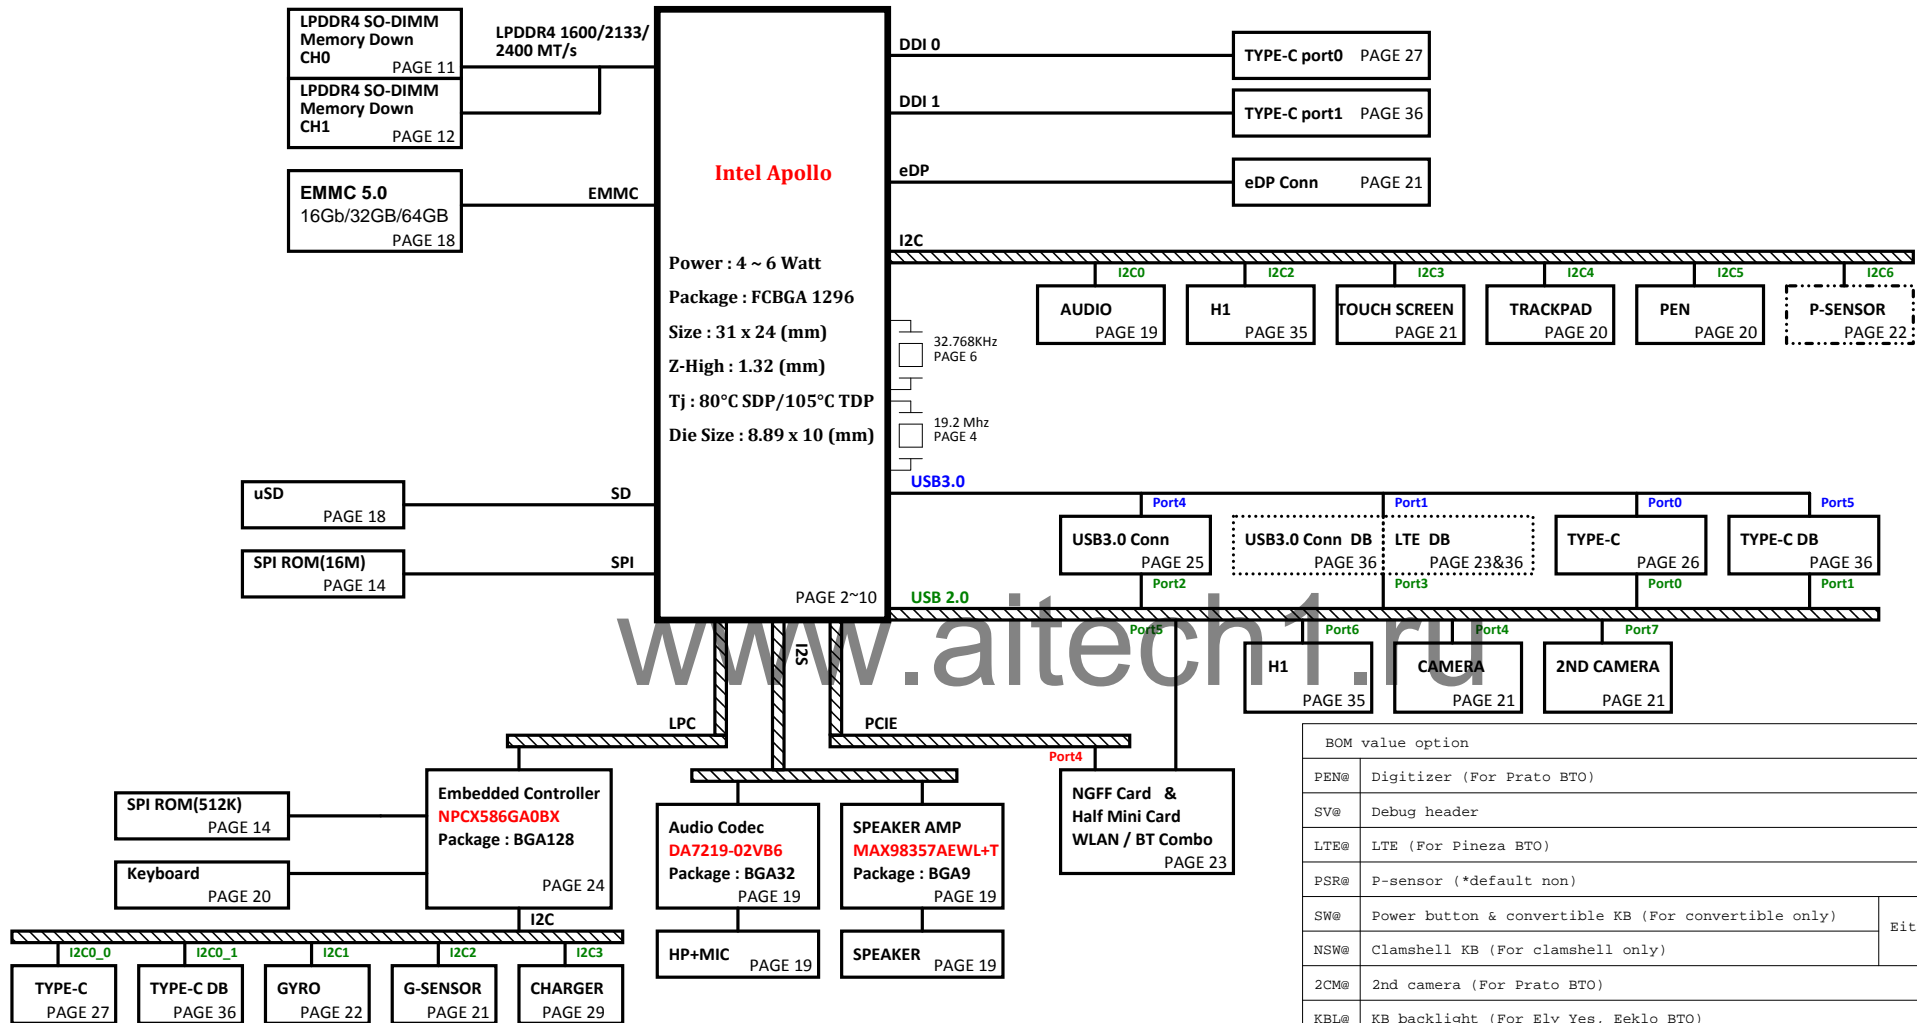 LPDDR4 SO-DIMM
Memory Down
CH0
PAGE 11
LPDDR4 SO-DIMM
Memory Down
CH1
PAGE 12
LPDDR4 1600/2133/
2400 MT/s
EMMC 5.0
16Gb/32GB/64GB
PAGE 18
EMMC
uSD
PAGE 18
SD
SPI ROM(16M)
PAGE 14
SPI
Intel Apollo
Power : 4 ~ 6 Watt
Package : FCBGA 1296
Size : 31 x 24 (mm)
Z-High : 1.32 (mm)
Tj : 80°C SDP/105°C TDP
Die Size : 8.89 x 10 (mm)
PAGE 2~10
DDI 0
TYPE-C port0 PAGE 27
DDI 1
TYPE-C port1 PAGE 36
eDP
eDP Conn PAGE 21
I2C
I2C0
AUDIO
PAGE 19
I2C2
H1
PAGE 35
I2C3
TOUCH SCREEN
PAGE 21
I2C4
TRACKPAD
PAGE 20
I2C5
PEN
PAGE 20
I2C6
P-SENSOR
PAGE 22
32.768KHz
PAGE 6
19.2 Mhz
PAGE 4
USB3.0
Port4
USB3.0 Conn
PAGE 25
Port2
Port1
USB3.0 Conn DB
PAGE 36
LTE DB
PAGE 23&36
Port3
Port0
TYPE-C
PAGE 26
Port0
Port5
TYPE-C DB
PAGE 36
Port1
USB 2.0
www.aitech1.ru
Port5
Port6
H1
PAGE 35
Port4
CAMERA
PAGE 21
Port7
2ND CAMERA
PAGE 21
LPC
I2S
PCIE
Port4
NGFF Card &
Half Mini Card
WLAN / BT Combo
PAGE 23
Embedded Controller
NPCX586GA0BX
Package : BGA128
PAGE 24
SPI ROM(512K)
PAGE 14
Keyboard
PAGE 20
Audio Codec
DA7219-02VB6
Package : BGA32
PAGE 19
SPEAKER AMP
MAX98357AEWL+T
Package : BGA9
PAGE 19
HP+MIC
PAGE 19
SPEAKER
PAGE 19
I2C
I2C0_0
TYPE-C
PAGE 27
I2C0_1
TYPE-C DB
PAGE 36
I2C1
GYRO
PAGE 22
I2C2
G-SENSOR
PAGE 21
I2C3
CHARGER
PAGE 29
BOM value option
PEN@ Digitizer (For Prato BTO)
SV@ Debug header
LTE@ LTE (For Pineza BTO)
PSR@ P-sensor (*default non)
SW@ Power button & convertible KB (For convertible only)
Eit
NSW@ Clamshell KB (For clamshell only)
2CM@ 2nd camera (For Prato BTO)
KBL@ KB backlight (For Ely Yes, Eeklo BTO)